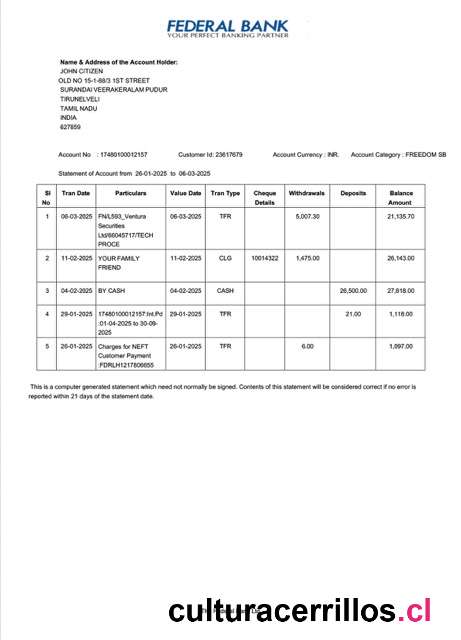 FEDERAL BANK
YOUR PERFECT BANKING PARTNER
Name & Address of the Account Holder:
JOHN CITIZEN
OLD NO 15-1-88/3 1ST STREET
SURANDAI VEERAKERALAM PUDUR
TIRUNELVELI
TAMIL NADU
INDIA
627859
Account No : 17480100012157 Customer Id: 23617679 Account Currency : INR. Account Category : FREEDOM SB
Statement of Account from 26-01-2025 to 06-03-2025
Sl No Tran Date Particulars Value Date Tran Type Cheque Details Withdrawals Deposits Balance Amount
1 06-03-2025 FN/L593_Ventura Securities Ltd/66045717/TECH PROCE 06-03-2025 TFR 5,007.30 21,135.70
2 11-02-2025 YOUR FAMILY FRIEND 11-02-2025 CLG 10014322 1,475.00 26,143.00
3 04-02-2025 BY CASH 04-02-2025 CASH 26,500.00 27,618.00
4 29-01-2025 17480100012157:Int.Pd :01-04-2025 to 30-09-2025 29-01-2025 TFR 21.00 1,118.00
5 26-01-2025 Charges for NEFT Customer Payment :FDRLH1217806655 26-01-2025 TFR 6.00 1,097.00
This is a computer generated statement which need not normally be signed. Contents of this statement will be considered correct if no error is
reported within 21 days of the statement date.
culturacerrillos.cl